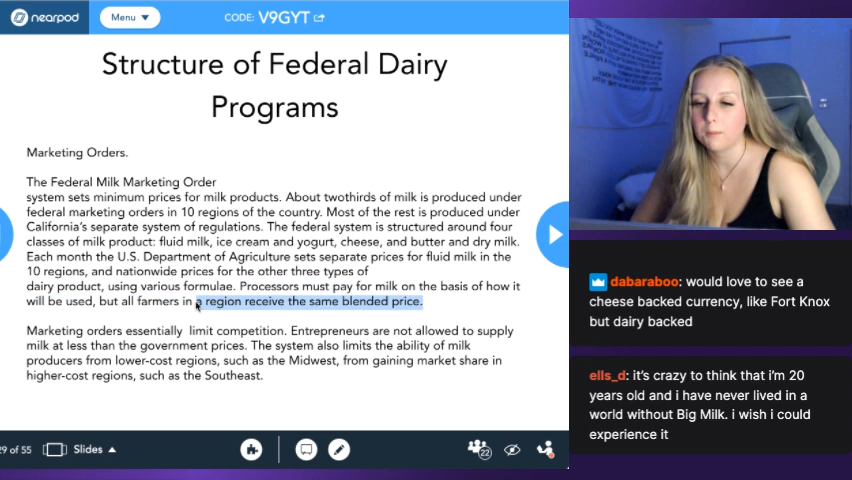 nearpod
Menu
CODE: V9GYT
Structure of Federal Dairy
Programs
Marketing Orders.
The Federal Milk Marketing Order
system sets minimum prices for milk products. About twothirds of milk is produced under
federal marketing orders in 10 regions of the country. Most of the rest is produced under
California's separate system of regulations. The federal system is structured around four
classes of milk product: fluid milk, ice cream and yogurt, cheese, and butter and dry milk.
Each month the U.S. Department of Agriculture sets separate prices for fluid milk in the
10 regions, and nationwide prices for the other three types of
dairy product, using various formulae. Processors must pay for milk on the basis of how it
will be used, but all farmers in a region receive the same blended price.
Marketing orders essentially  limit competition. Entrepreneurs are not allowed to supply
milk at less than the government prices. The system also limits the ability of milk
producers from lower-cost regions, such as the Midwest, from gaining market share in
higher-cost regions, such as the Southeast.
29 of 55
Slides
22
dabaraboo: would love to see a
cheese backed currency, like Fort Knox
but dairy backed
ells_d: it's crazy to think that i'm 20
years old and i have never lived in a
world without Big Milk. i wish i could
experience it